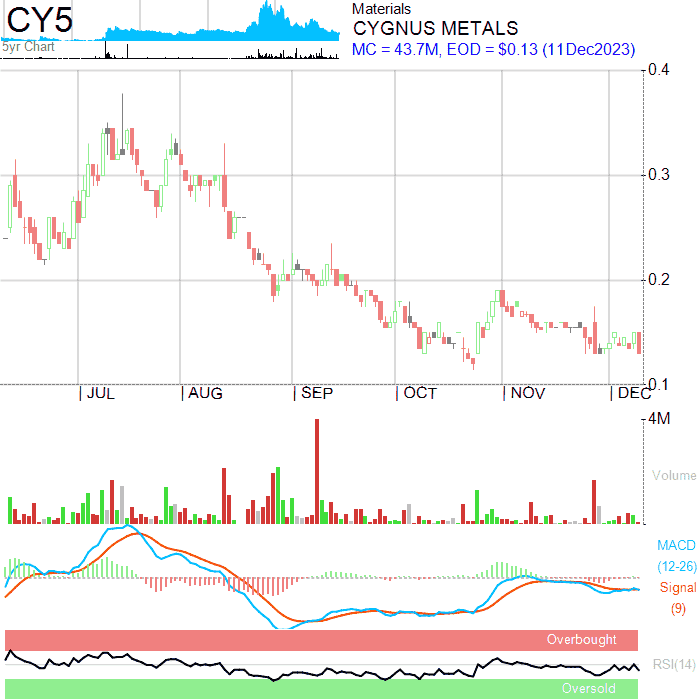 CY5
5yr Chart
Materials
CYGNUS METALS
MC = 43.7M, EOD = $0.13 (11Dec2023)
0.4
0.3
0.2
0.1
JUL
AUG
SEP
OCT
NOV
DEC
4M
Volume
MACD
(12-26)
Signal
(9)
Overbought
RSI(14)
Oversold